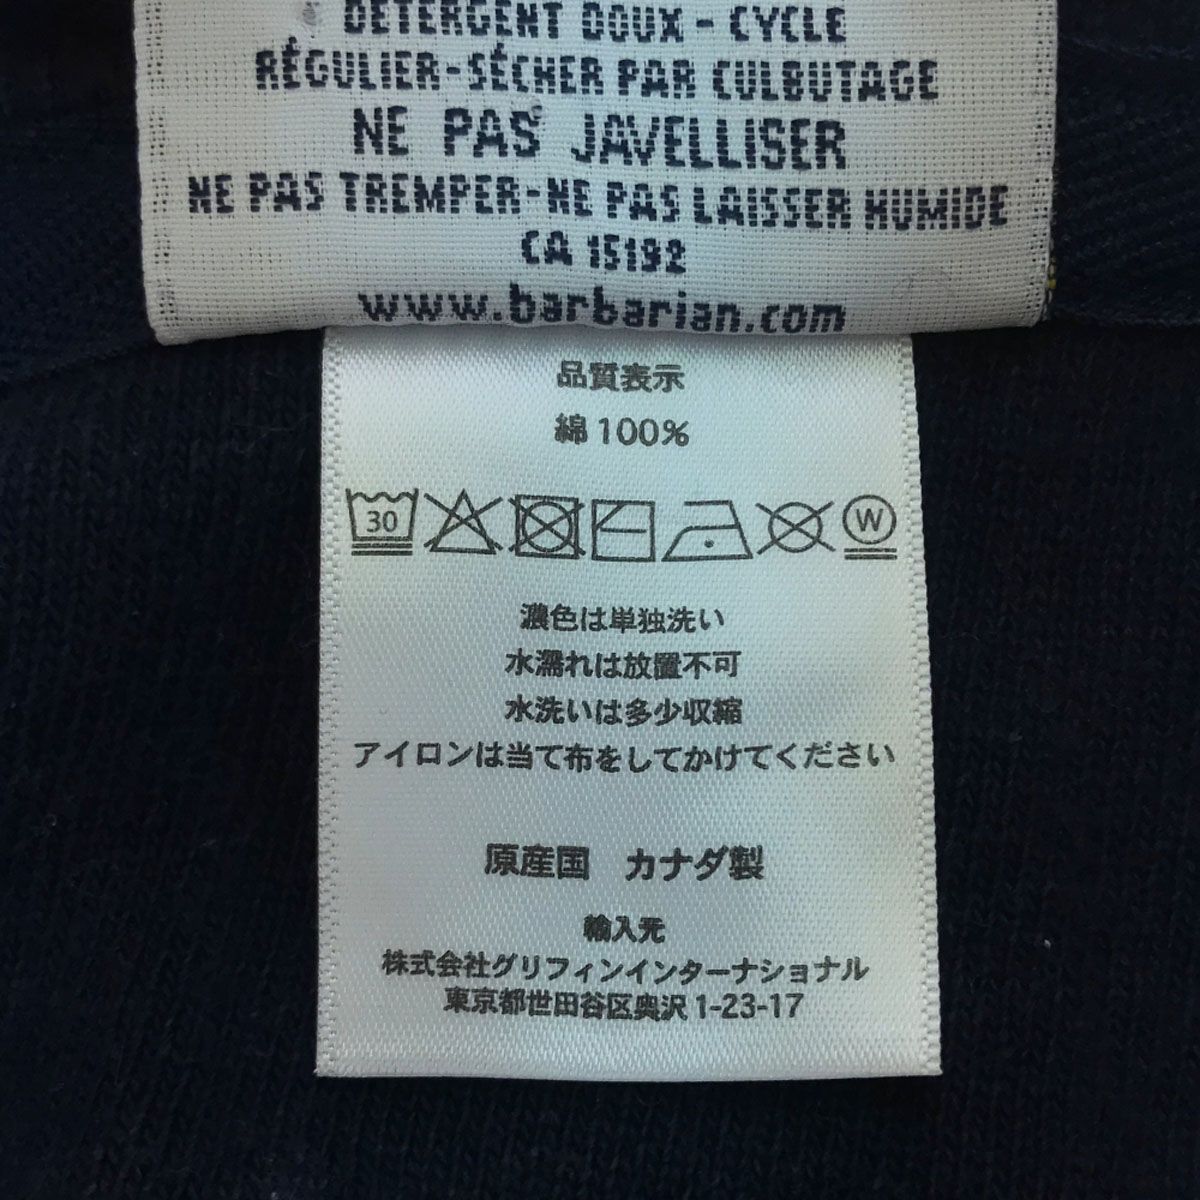 DETERGENT DOUX - CYCLE
RÉGULIER-SÉCHER PAR CULBUTAGE
NE PAS JAVELLISER
NE PAS TREMPER-NE PAS LAISSER HUMIDE
CA 15192
www.barbarian.com
品質表示
綿 100%
30 W
濃色は単独洗い
水濡れは放置不可
水洗いは多少収縮
アイロンは当て布をしてかけてください
原産国 カナダ製
輸入元
株式会社グリフィンインターナショナル
東京都世田谷区奥沢 1-23-17